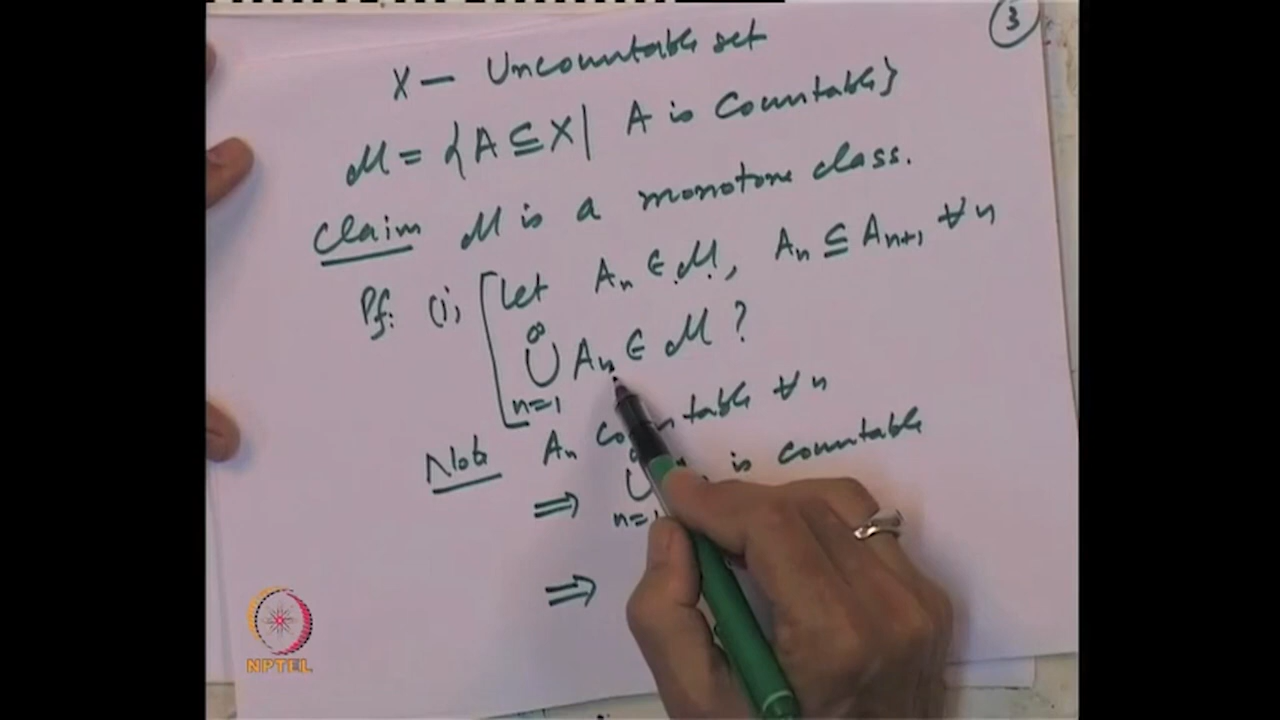 3
X — Uncountable set
ℳ = {A ⊆ X | A is Countable}
Claim ℳ is a monotone class.
Pf: (i) Let Aₙ ∈ ℳ, Aₙ ⊆ Aₙ₊₁ ∀ n
∞
⋃ Aₙ ∈ ℳ ?
n=1
Note Aₙ countable ∀ n
⇒ ⋃ is countable
n=1
⇒
NPTEL